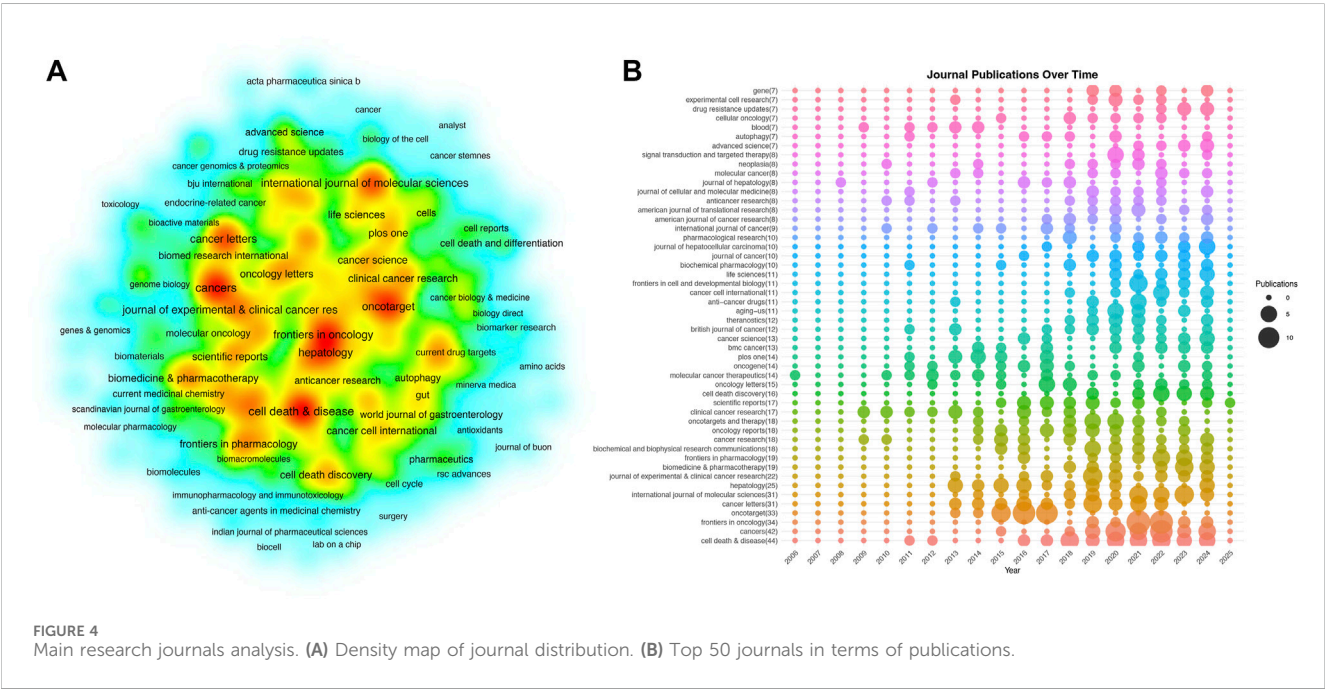 A
acta pharmaceutica sinica b
cancer
analyst
advanced science
biology of the cell
drug resistance updates
cancer stemnes
cancer genomics & proteomics
bju international
international journal of molecular sciences
toxicology
endocrine-related cancer
life sciences
cells
bioactive materials
plos one
cell reports
cancer letters
cell death and differentiation
biomed research international
cancer science
oncology letters
clinical cancer research
genome biology
cancers
cancer biology & medicine
journal of experimental & clinical cancer res
oncotarget
biology direct
genes & genomics
molecular oncology
frontiers in oncology
biomarker research
biomaterials
scientific reports
hepatology
current drug targets
amino acids
biomedicine & pharmacotherapy
anticancer research
autophagy
minerva medica
current medicinal chemistry
gut
scandinavian journal of gastroenterology
cell death & disease
world journal of gastroenterology
molecular pharmacology
cancer cell international
antioxidants
frontiers in pharmacology
journal of buon
biomacromolecules
pharmaceutics
biomolecules
cell death discovery
rsc advances
cell cycle
immunopharmacology and immunotoxicology
anti-cancer agents in medicinal chemistry
surgery
indian journal of pharmaceutical sciences
biocell
lab on a chip
B
Journal Publications Over Time
gene(7)
experimental cell research(7)
drug resistance updates(7)
cellular oncology(7)
blood(7)
autophagy(7)
advanced science(7)
signal transduction and targeted therapy(8)
neoplasia(8)
molecular cancer(8)
journal of hepatology(8)
journal of cellular and molecular medicine(8)
anticancer research(8)
american journal of translational research(8)
american journal of cancer research(8)
international journal of cancer(9)
pharmacological research(10)
journal of hepatocellular carcinoma(10)
journal of cancer(10)
biochemical pharmacology(10)
life sciences(11)
frontiers in cell and developmental biology(11)
cancer cell international(11)
anti-cancer drugs(11)
aging-us(11)
theranostics(12)
british journal of cancer(12)
cancer science(13)
bmc cancer(13)
plos one(14)
oncogene(14)
molecular cancer therapeutics(14)
oncology letters(15)
cell death discovery(16)
scientific reports(17)
clinical cancer research(17)
oncotargets and therapy(18)
oncology reports(18)
cancer research(18)
biochemical and biophysical research communications(18)
frontiers in pharmacology(19)
biomedicine & pharmacotherapy(19)
journal of experimental & clinical cancer research(22)
hepatology(25)
international journal of molecular sciences(31)
cancer letters(31)
oncotarget(33)
frontiers in oncology(34)
cancers(42)
cell death & disease(44)
2006 2007 2008 2009 2010 2011 2012 2013 2014 2015 2016 2017 2018 2019 2020 2021 2022 2023 2024 2025
Year
Publications
0
5
10
FIGURE 4
Main research journals analysis. (A) Density map of journal distribution. (B) Top 50 journals in terms of publications.